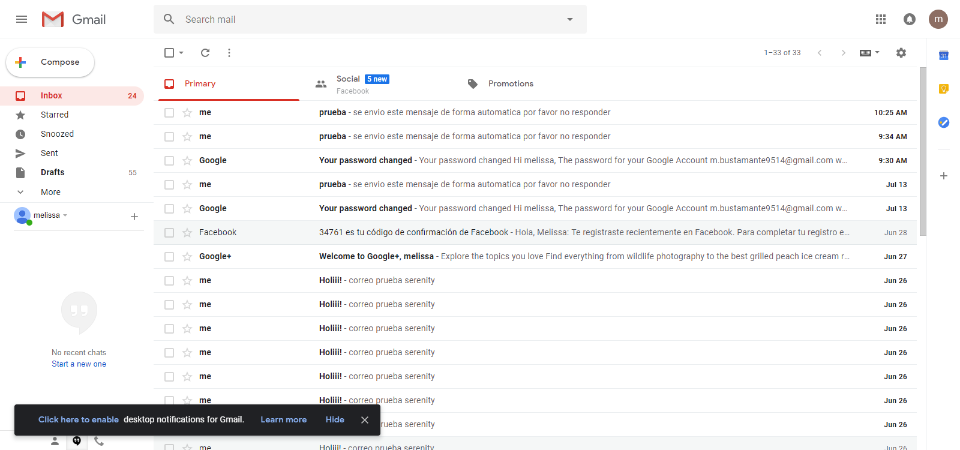 Gmail
Search mail
m
Compose
1–33 of 33
31
Inbox 24
Starred
Snoozed
Sent
Drafts 55
More
melissa
No recent chats
Start a new one
Primary
Social 5 new
Facebook
Promotions
me prueba - se envio este mensaje de forma automatica por favor no responder 10:25 AM
me prueba - se envio este mensaje de forma automatica por favor no responder 9:34 AM
Google Your password changed - Your password changed Hi melissa, The password for your Google Account m.bustamante9514@gmail.com w... 9:30 AM
me prueba - se envio este mensaje de forma automatica por favor no responder Jul 13
Google Your password changed - Your password changed Hi melissa, The password for your Google Account m.bustamante9514@gmail.com w... Jul 13
Facebook 34761 es tu código de confirmación de Facebook - Hola, Melissa: Te registraste recientemente en Facebook. Para completar tu registro e... Jun 28
Google+ Welcome to Google+, melissa - Explore the topics you love Find everything from wildlife photography to the best grilled peach ice cream r... Jun 27
me Holiii! - correo prueba serenity Jun 26
me Holiii! - correo prueba serenity Jun 26
me Holiii! - correo prueba serenity Jun 26
me Holiii! - correo prueba serenity Jun 26
me Holiii! - correo prueba serenity Jun 26
me Holiii! - correo prueba serenity Jun 26
serenity Jun 26
me Holiii! - correo prueba serenity Jun 26
Click here to enable desktop notifications for Gmail. Learn more Hide